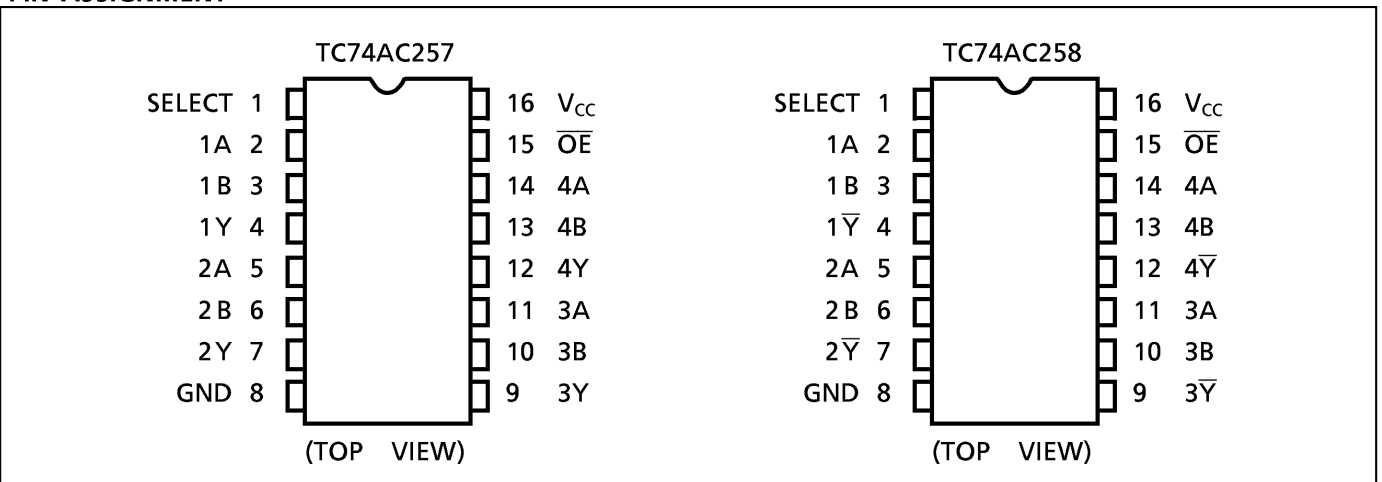 PIN ASSIGNMENT
TC74AC257
SELECT 1 16 VCC
1A 2 15 O̅E̅
1B 3 14 4A
1Y 4 13 4B
2A 5 12 4Y
2B 6 11 3A
2Y 7 10 3B
GND 8 9 3Y
(TOP VIEW)
TC74AC258
SELECT 1 16 VCC
1A 2 15 O̅E̅
1B 3 14 4A
1Y̅ 4 13 4B
2A 5 12 4Y̅
2B 6 11 3A
2Y̅ 7 10 3B
GND 8 9 3Y̅
(TOP VIEW)